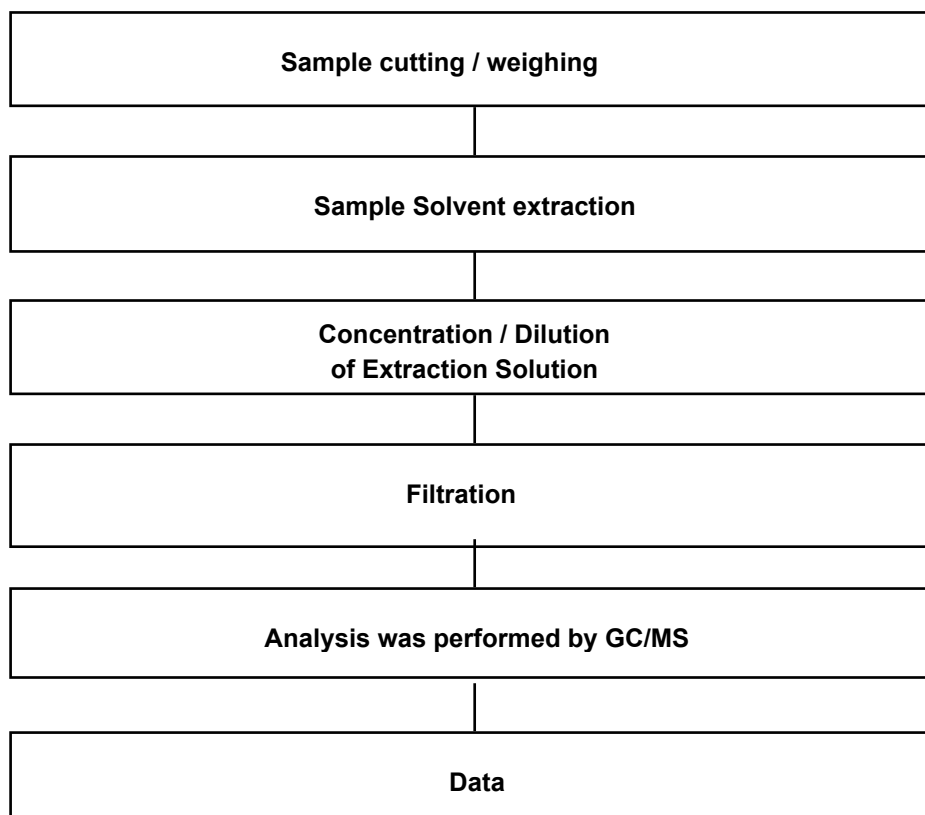 Sample cutting / weighing
Sample Solvent extraction
Concentration / Dilution
of Extraction Solution
Filtration
Analysis was performed by GC/MS
Data